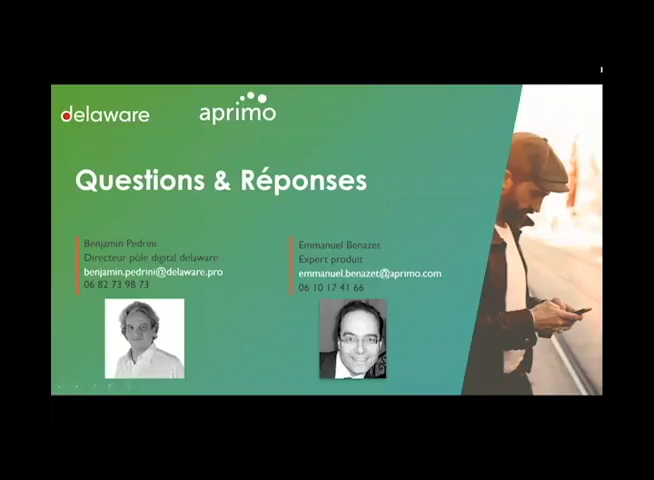 delaware
aprimo
Questions & Réponses
Benjamin Pedrini
Directeur pôle digital delaware
benjamin.pedrini@delaware.pro
06 82 73 98 73
Emmanuel Benazet
Expert produit
emmanuel.benazet@aprimo.com
06 10 17 41 66